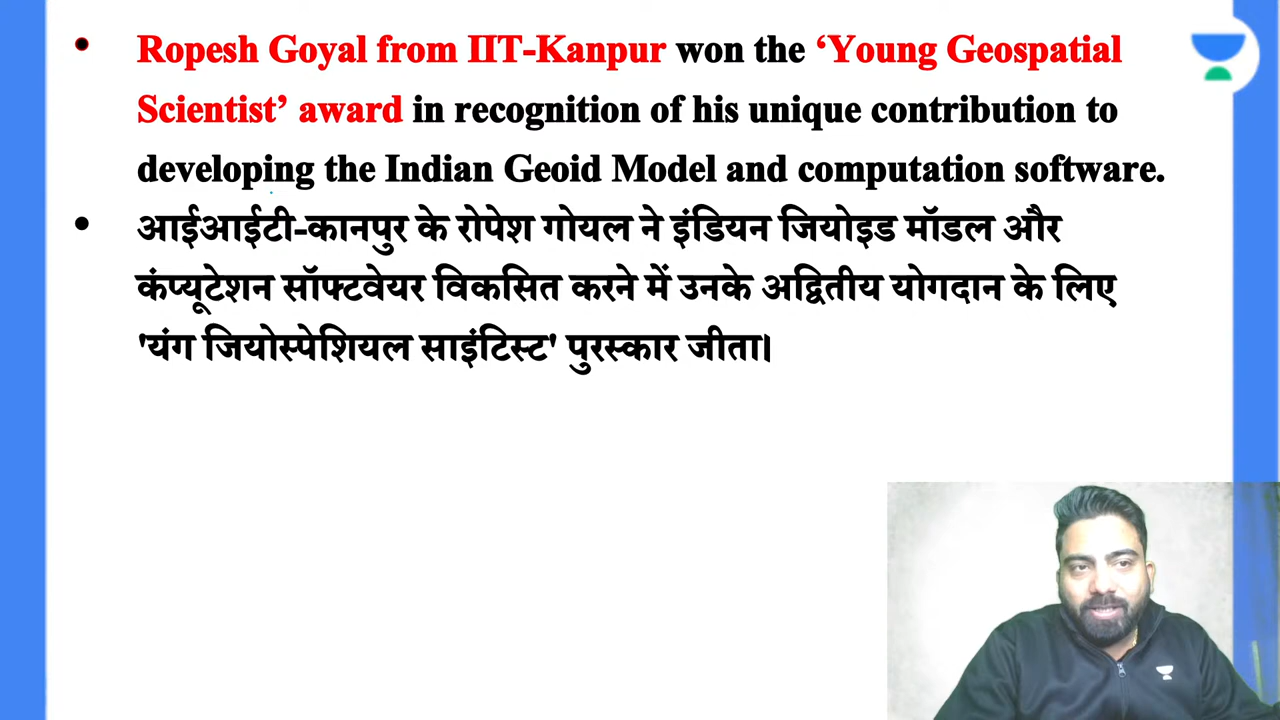 Ropesh Goyal from IIT-Kanpur won the ‘Young Geospatial
Scientist’ award in recognition of his unique contribution to
developing the Indian Geoid Model and computation software.
आईआईटी-कानपुर के रोपेश गोयल ने इंडियन जियोइड मॉडल और
कंप्यूटेशन सॉफ्टवेयर विकसित करने में उनके अद्वितीय योगदान के लिए
'यंग जियोस्पेशियल साइंटिस्ट' पुरस्कार जीता।